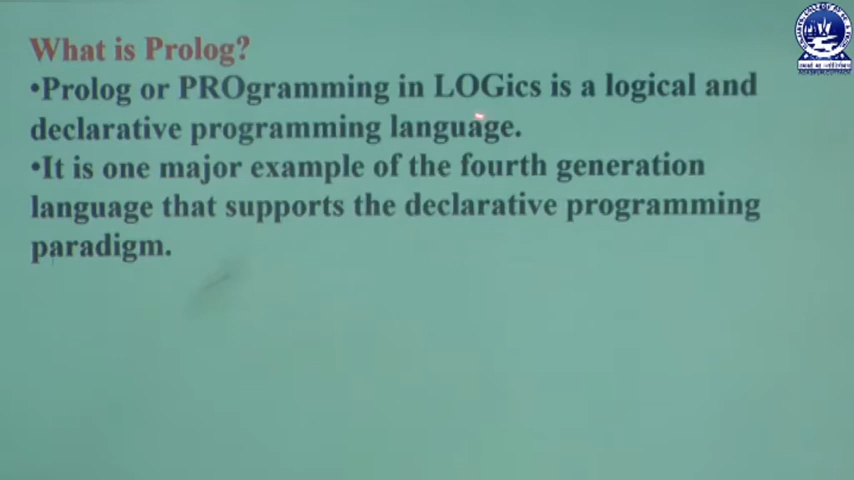 What is Prolog?
•Prolog or PROgramming in LOGics is a logical and
declarative programming language.
•It is one major example of the fourth generation
language that supports the declarative programming
paradigm.